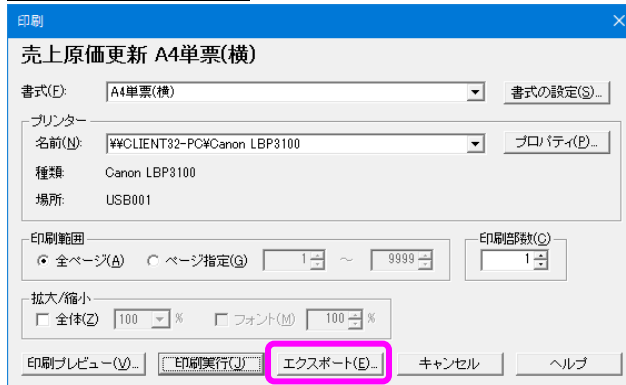 印刷
売上原価更新 A4単票(横)
書式(F): A4単票(横) 書式の設定(S)...
プリンター
名前(N): ¥¥CLIENT32-PC¥Canon LBP3100 プロパティ(P)...
種類: Canon LBP3100
場所: USB001
印刷範囲 印刷部数(C)
全ページ(A) ページ指定(G) 1 ～ 9999 1
拡大/縮小
全体(Z) 100 % フォント(M) 100 %
印刷プレビュー(V)... 印刷実行(J) エクスポート(E)... キャンセル ヘルプ